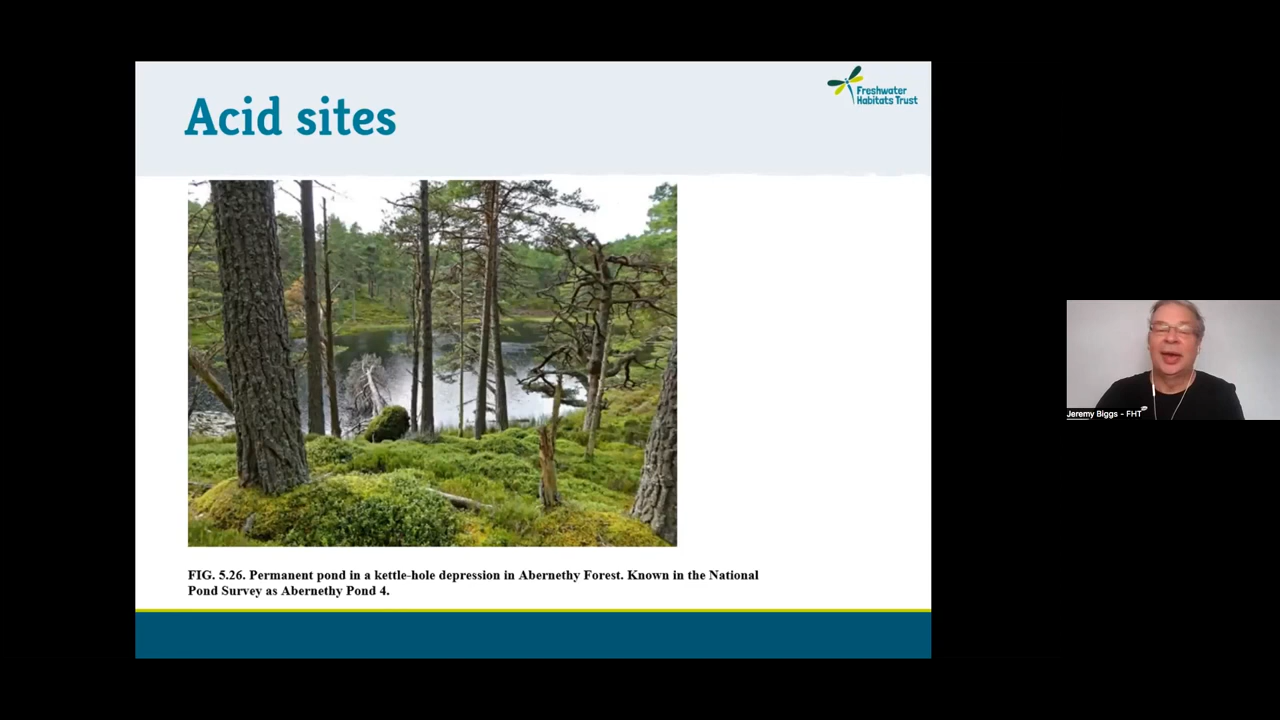 Acid sites
Freshwater
Habitats Trust
FIG. 5.26. Permanent pond in a kettle-hole depression in Abernethy Forest. Known in the National
Pond Survey as Abernethy Pond 4.
Jeremy Biggs - FHT